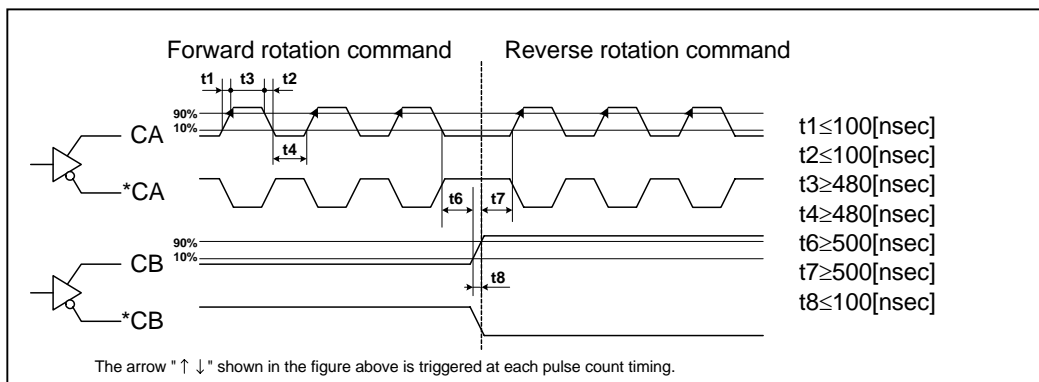 Forward rotation command
Reverse rotation command
t1 t3 t2
90%
10%
CA
t4
*CA
t6 t7
90%
10%
CB
t8
*CB
t1≤100[nsec]
t2≤100[nsec]
t3≥480[nsec]
t4≥480[nsec]
t6≥500[nsec]
t7≥500[nsec]
t8≤100[nsec]
The arrow " ↑ ↓ " shown in the figure above is triggered at each pulse count timing.